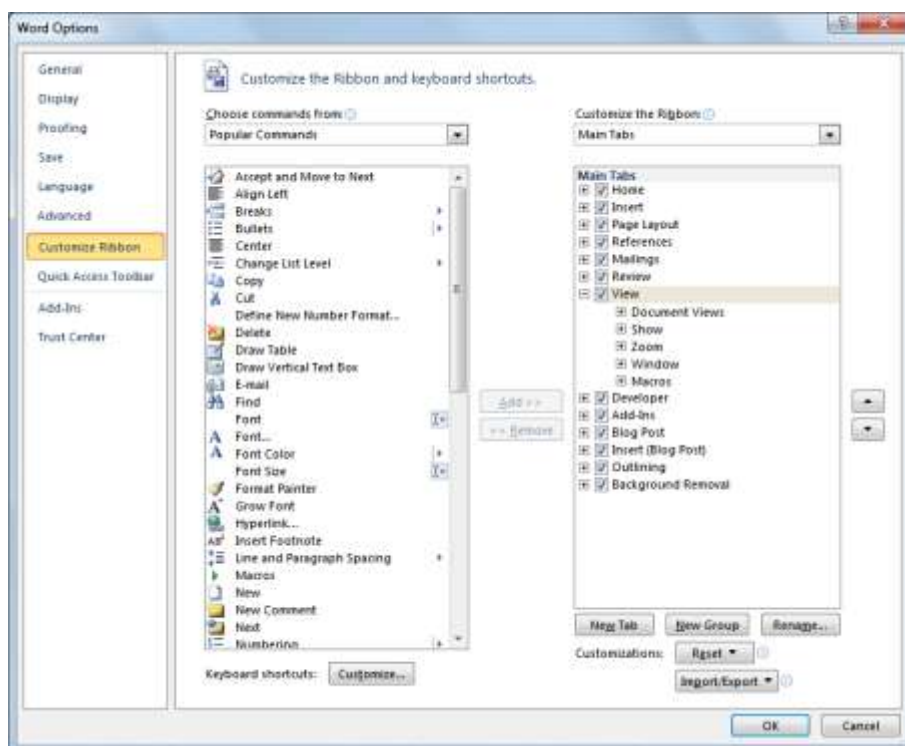 Word Options
General
Display
Proofing
Save
Language
Advanced
Customize Ribbon
Quick Access Toolbar
Add-Ins
Trust Center
Customize the Ribbon and keyboard shortcuts.
Choose commands from:
Popular Commands
Accept and Move to Next
Align Left
Breaks
Bullets
Center
Change List Level
Copy
Cut
Define New Number Format...
Delete
Draw Table
Draw Vertical Text Box
E-mail
Find
Font
Font...
Font Color
Font Size
Format Painter
Grow Font
Hyperlink...
Insert Footnote
Line and Paragraph Spacing
Macros
New
New Comment
Next
Numbering
Keyboard shortcuts: Customize...
Add >>
<< Remove
Customize the Ribbon:
Main Tabs
Main Tabs
Home
Insert
Page Layout
References
Mailings
Review
View
Document Views
Show
Zoom
Window
Macros
Developer
Add-Ins
Blog Post
Insert (Blog Post)
Outlining
Background Removal
New Tab New Group Rename...
Customizations: Reset
Import/Export
OK Cancel